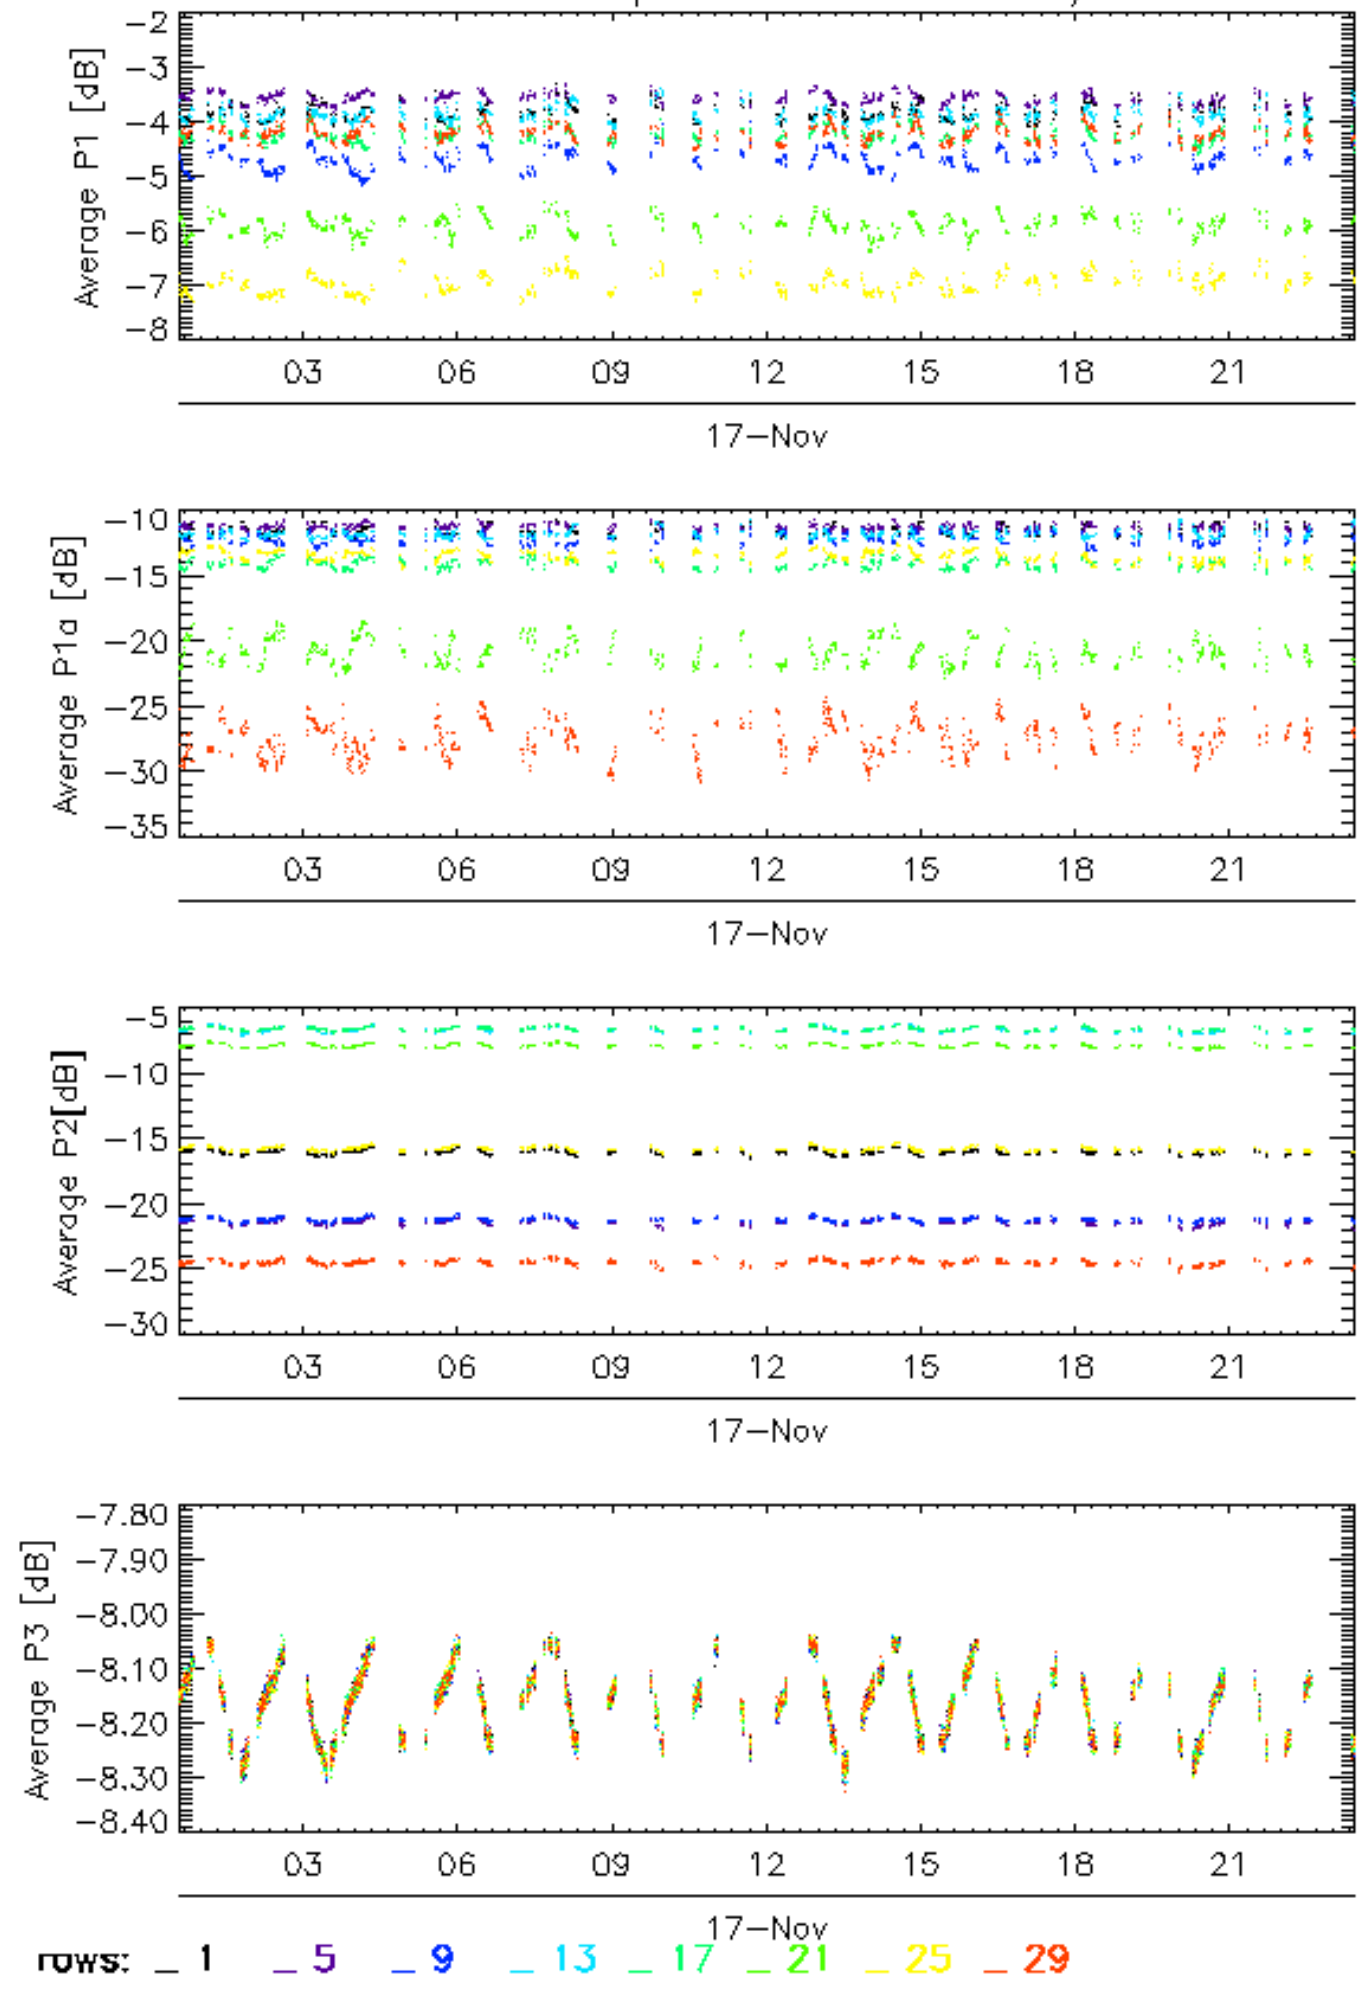 Average P1 [dB]
-2
-3
-4
-5
-6
-7
-8
03 06 09 12 15 18 21
17-Nov
Average P1a [dB]
-10
-15
-20
-25
-30
-35
03 06 09 12 15 18 21
17-Nov
Average P2[dB]
-5
-10
-15
-20
-25
-30
03 06 09 12 15 18 21
17-Nov
Average P3 [dB]
-7.80
-7.90
-8.00
-8.10
-8.20
-8.30
-8.40
03 06 09 12 15 18 21
17-Nov
rows: _ 1 _ 5 _ 9 _ 13 _ 17 _ 21 _ 25 _ 29